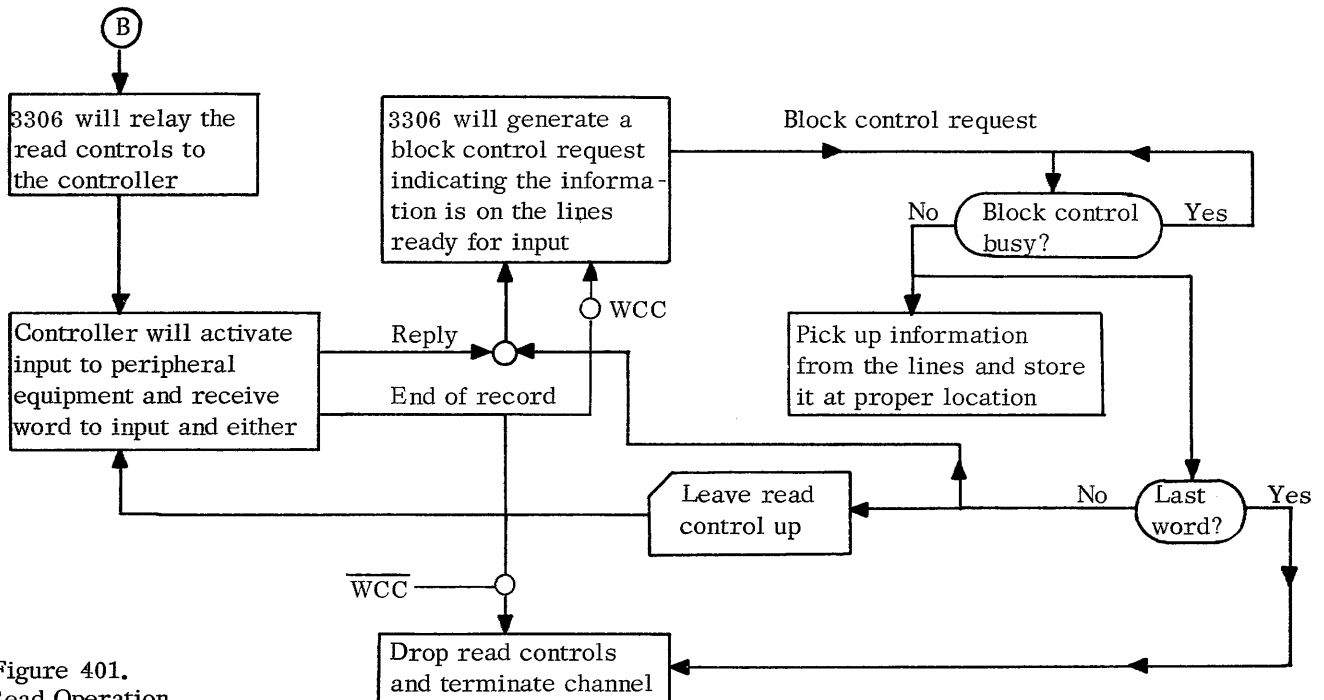 B
3306 will relay the
read controls to
the controller
3306 will generate a
block control request
indicating the informa-
tion is on the lines
ready for input
Block control request
Block control
busy?
No
Yes
WCC
Controller will activate
input to peripheral
equipment and receive
word to input and either
Reply
End of record
Pick up information
from the lines and store
it at proper location
Leave read
control up
No
Last
word?
Yes
WCC
Drop read controls
and terminate channel
Figure 401.
Read Operation